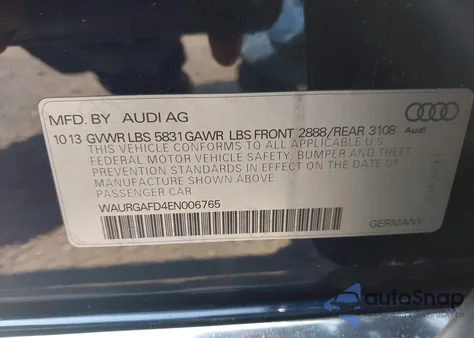 MFD. BY AUDI AG
10 13 GVWR LBS 5831 GAWR LBS FRONT 2888/REAR 3108 Audi
THIS VEHICLE CONFORMS TO ALL APPLICABLE U.S
FEDERAL MOTOR VEHICLE SAFETY, BUMPER AND THEFT
PREVENTION STANDARDS IN EFFECT ON THE DATE OF
MANUFACTURE SHOWN ABOVE.
PASSENGER CAR
WAURGAFD4EN006765
autoSnap